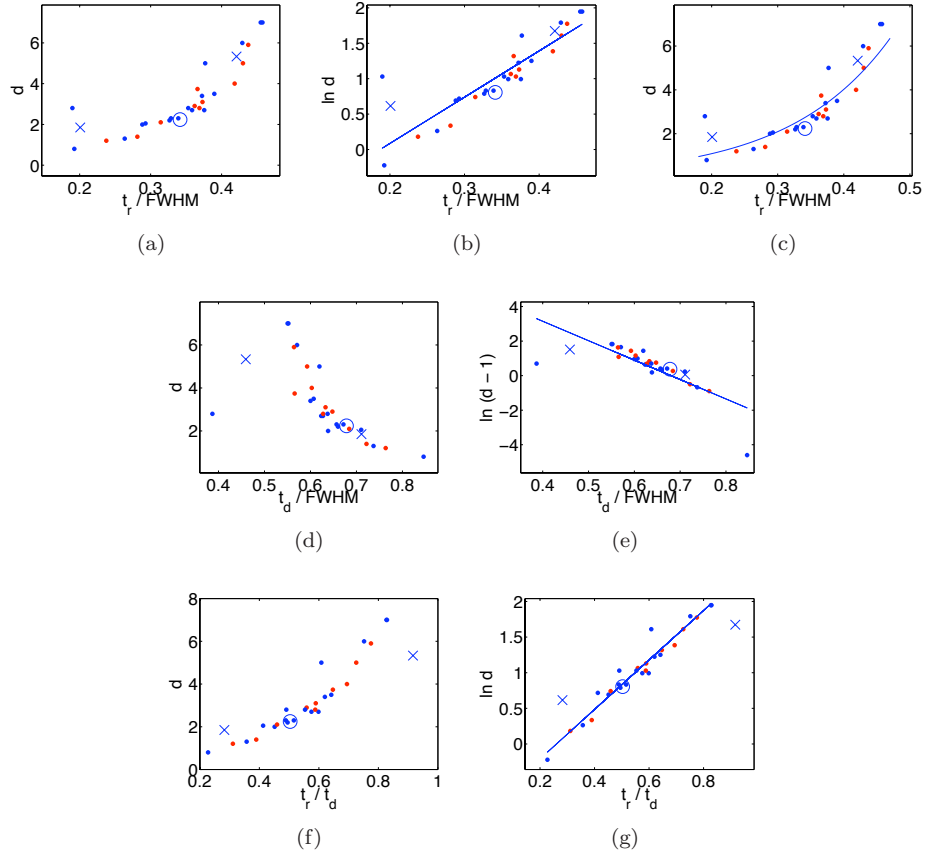 6
4
2
0
d
0.2 0.3 0.4
t_r / FWHM
(a)
2
1.5
1
0.5
0
ln d
0.2 0.3 0.4
t_r / FWHM
(b)
6
4
2
d
0.2 0.3 0.4 0.5
t_r / FWHM
(c)
6
4
2
d
0.4 0.5 0.6 0.7 0.8
t_d / FWHM
(d)
4
2
0
−2
−4
ln (d − 1)
0.4 0.5 0.6 0.7 0.8
t_d / FWHM
(e)
8
6
4
2
0
d
0.2 0.4 0.6 0.8 1
t_r / t_d
(f)
2
1.5
1
0.5
0
ln d
0.2 0.4 0.6 0.8
t_r / t_d
(g)